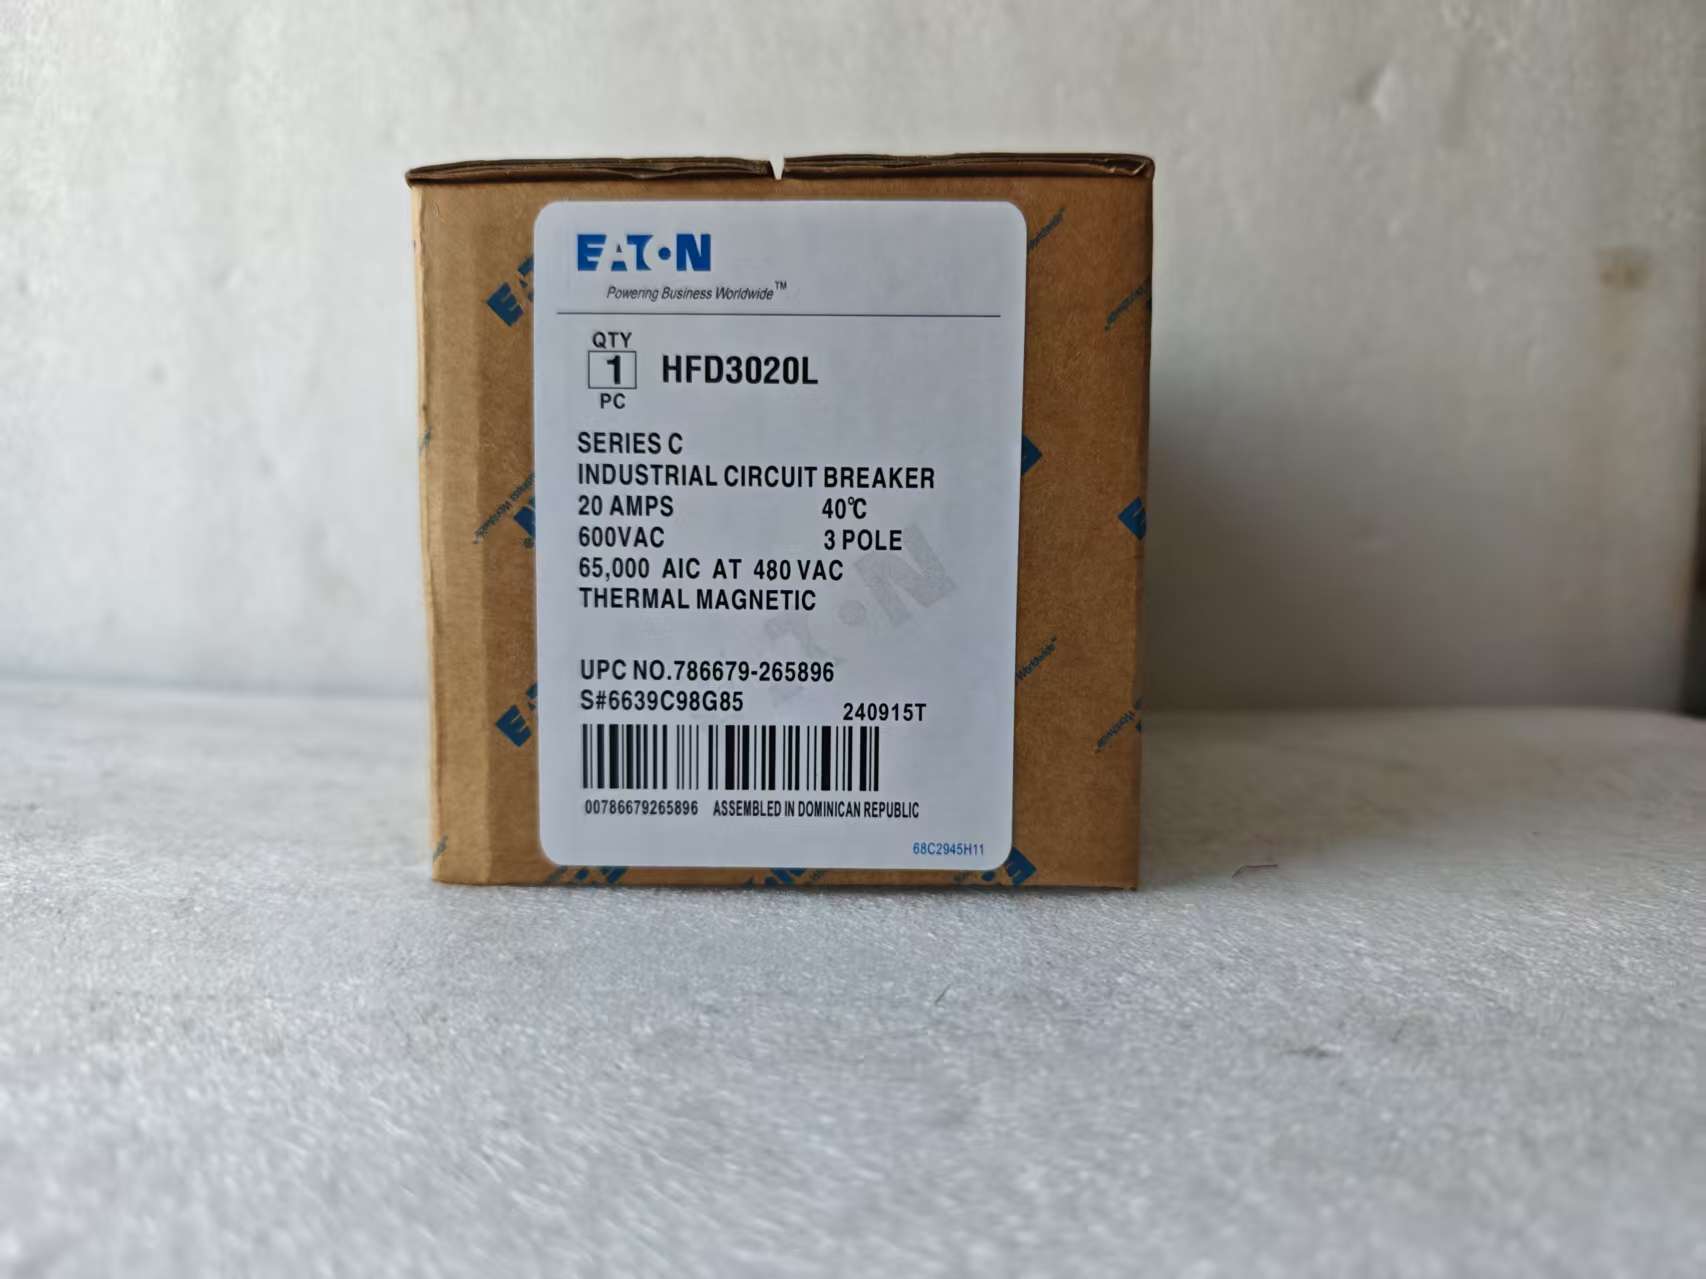 EATON
Powering Business Worldwide™
QTY
1
PC
HFD3020L
SERIES C
INDUSTRIAL CIRCUIT BREAKER
20 AMPS 40℃
600VAC 3 POLE
65,000 AIC AT 480 VAC
THERMAL MAGNETIC
UPC NO.786679-265896
S#6639C98G85
240915T
00786679265896 ASSEMBLED IN DOMINICAN REPUBLIC
68C2945H11